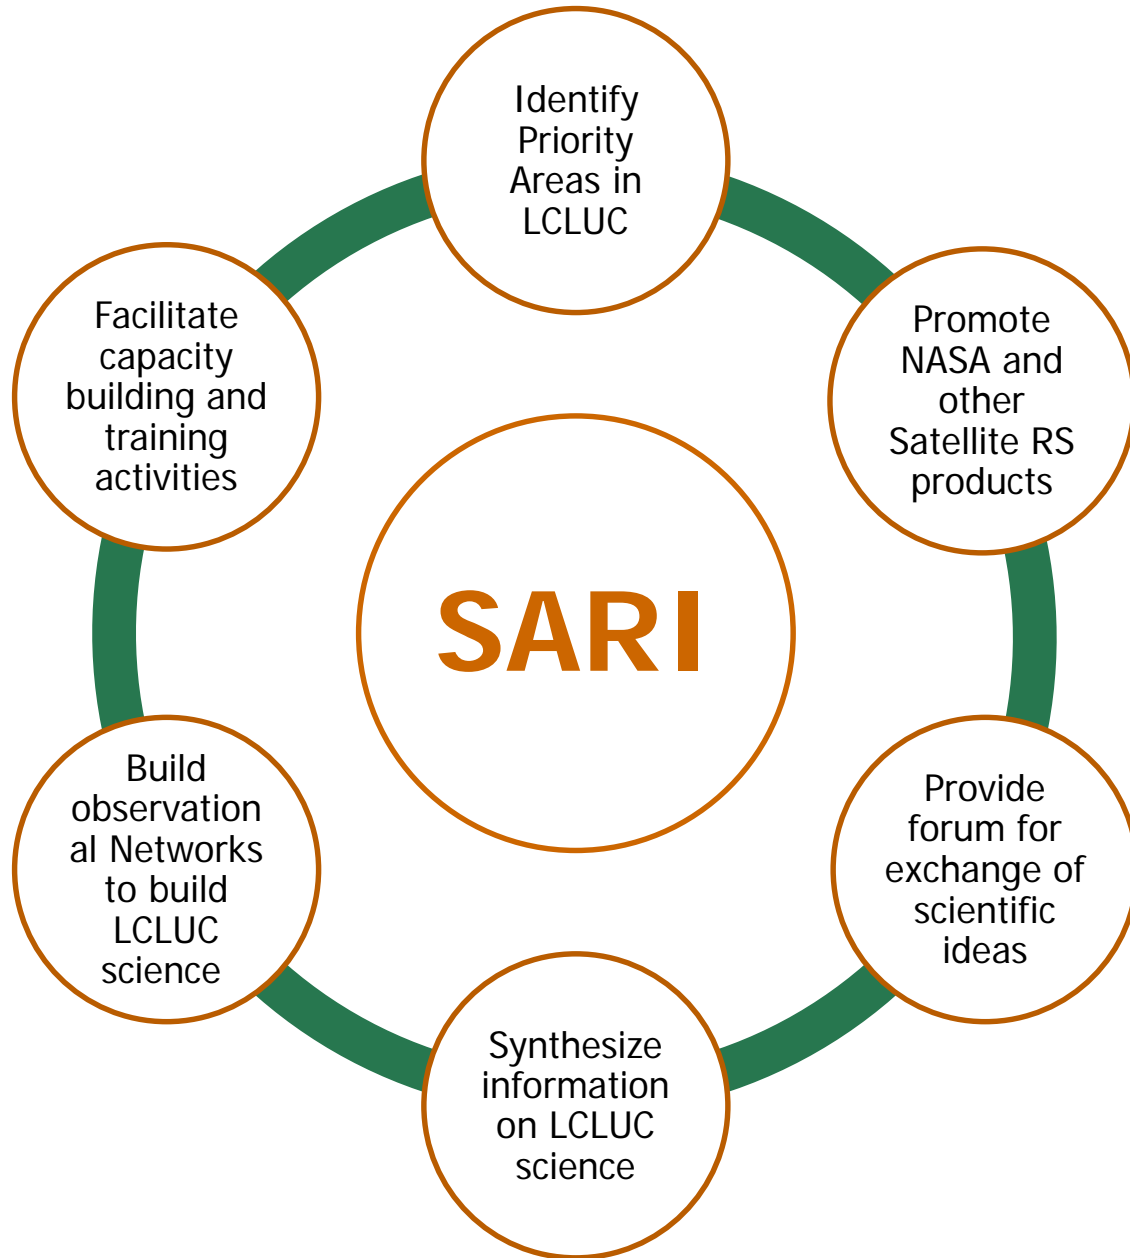 Identify
Priority
Areas in
LCLUC
Promote
NASA and
other
Satellite RS
products
Provide
forum for
exchange of
scientific
ideas
Synthesize
information
on LCLUC
science
Build
observation
al Networks
to build
LCLUC
science
Facilitate
capacity
building and
training
activities
SARI